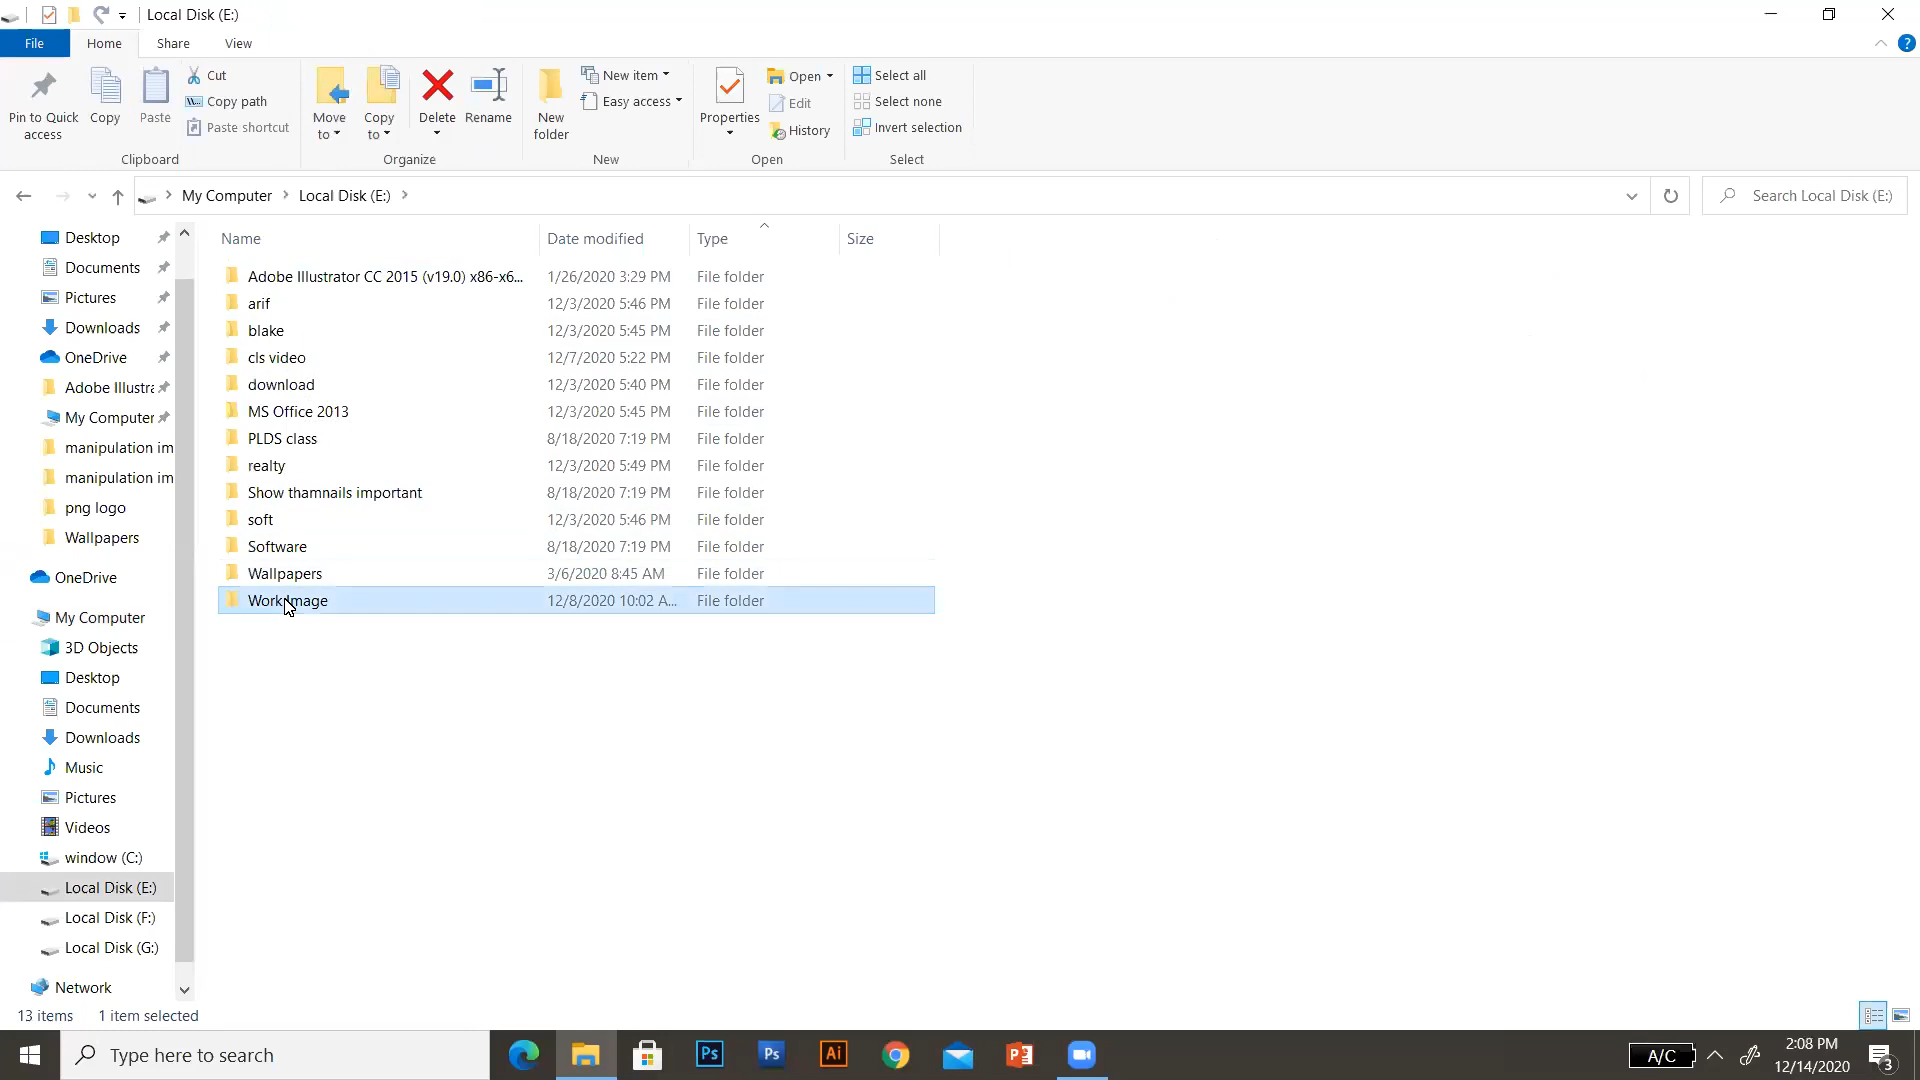 Local Disk (E:)
File
Home
Share
View
Pin to Quick access
Copy
Paste
Cut
Copy path
Paste shortcut
Clipboard
Move to
Copy to
Delete
Rename
Organize
New folder
New item
Easy access
New
Properties
Open
Edit
History
Open
Select all
Select none
Invert selection
Select
My Computer
Local Disk (E:)
Search Local Disk (E:)
Desktop
Documents
Pictures
Downloads
OneDrive
Adobe Illustra
My Computer
manipulation im
manipulation im
png logo
Wallpapers
OneDrive
My Computer
3D Objects
Desktop
Documents
Downloads
Music
Pictures
Videos
window (C:)
Local Disk (E:)
Local Disk (F:)
Local Disk (G:)
Network
Name Date modified Type Size
Adobe Illustrator CC 2015 (v19.0) x86-x6... 1/26/2020 3:29 PM File folder
arif 12/3/2020 5:46 PM File folder
blake 12/3/2020 5:45 PM File folder
cls video 12/7/2020 5:22 PM File folder
download 12/3/2020 5:40 PM File folder
MS Office 2013 12/3/2020 5:45 PM File folder
PLDS class 8/18/2020 7:19 PM File folder
realty 12/3/2020 5:49 PM File folder
Show thamnails important 8/18/2020 7:19 PM File folder
soft 12/3/2020 5:46 PM File folder
Software 8/18/2020 7:19 PM File folder
Wallpapers 3/6/2020 8:45 AM File folder
Work Image 12/8/2020 10:02 A... File folder
13 items 1 item selected
Type here to search
Ps
Ps
Ai
A/C
2:08 PM
12/14/2020
3